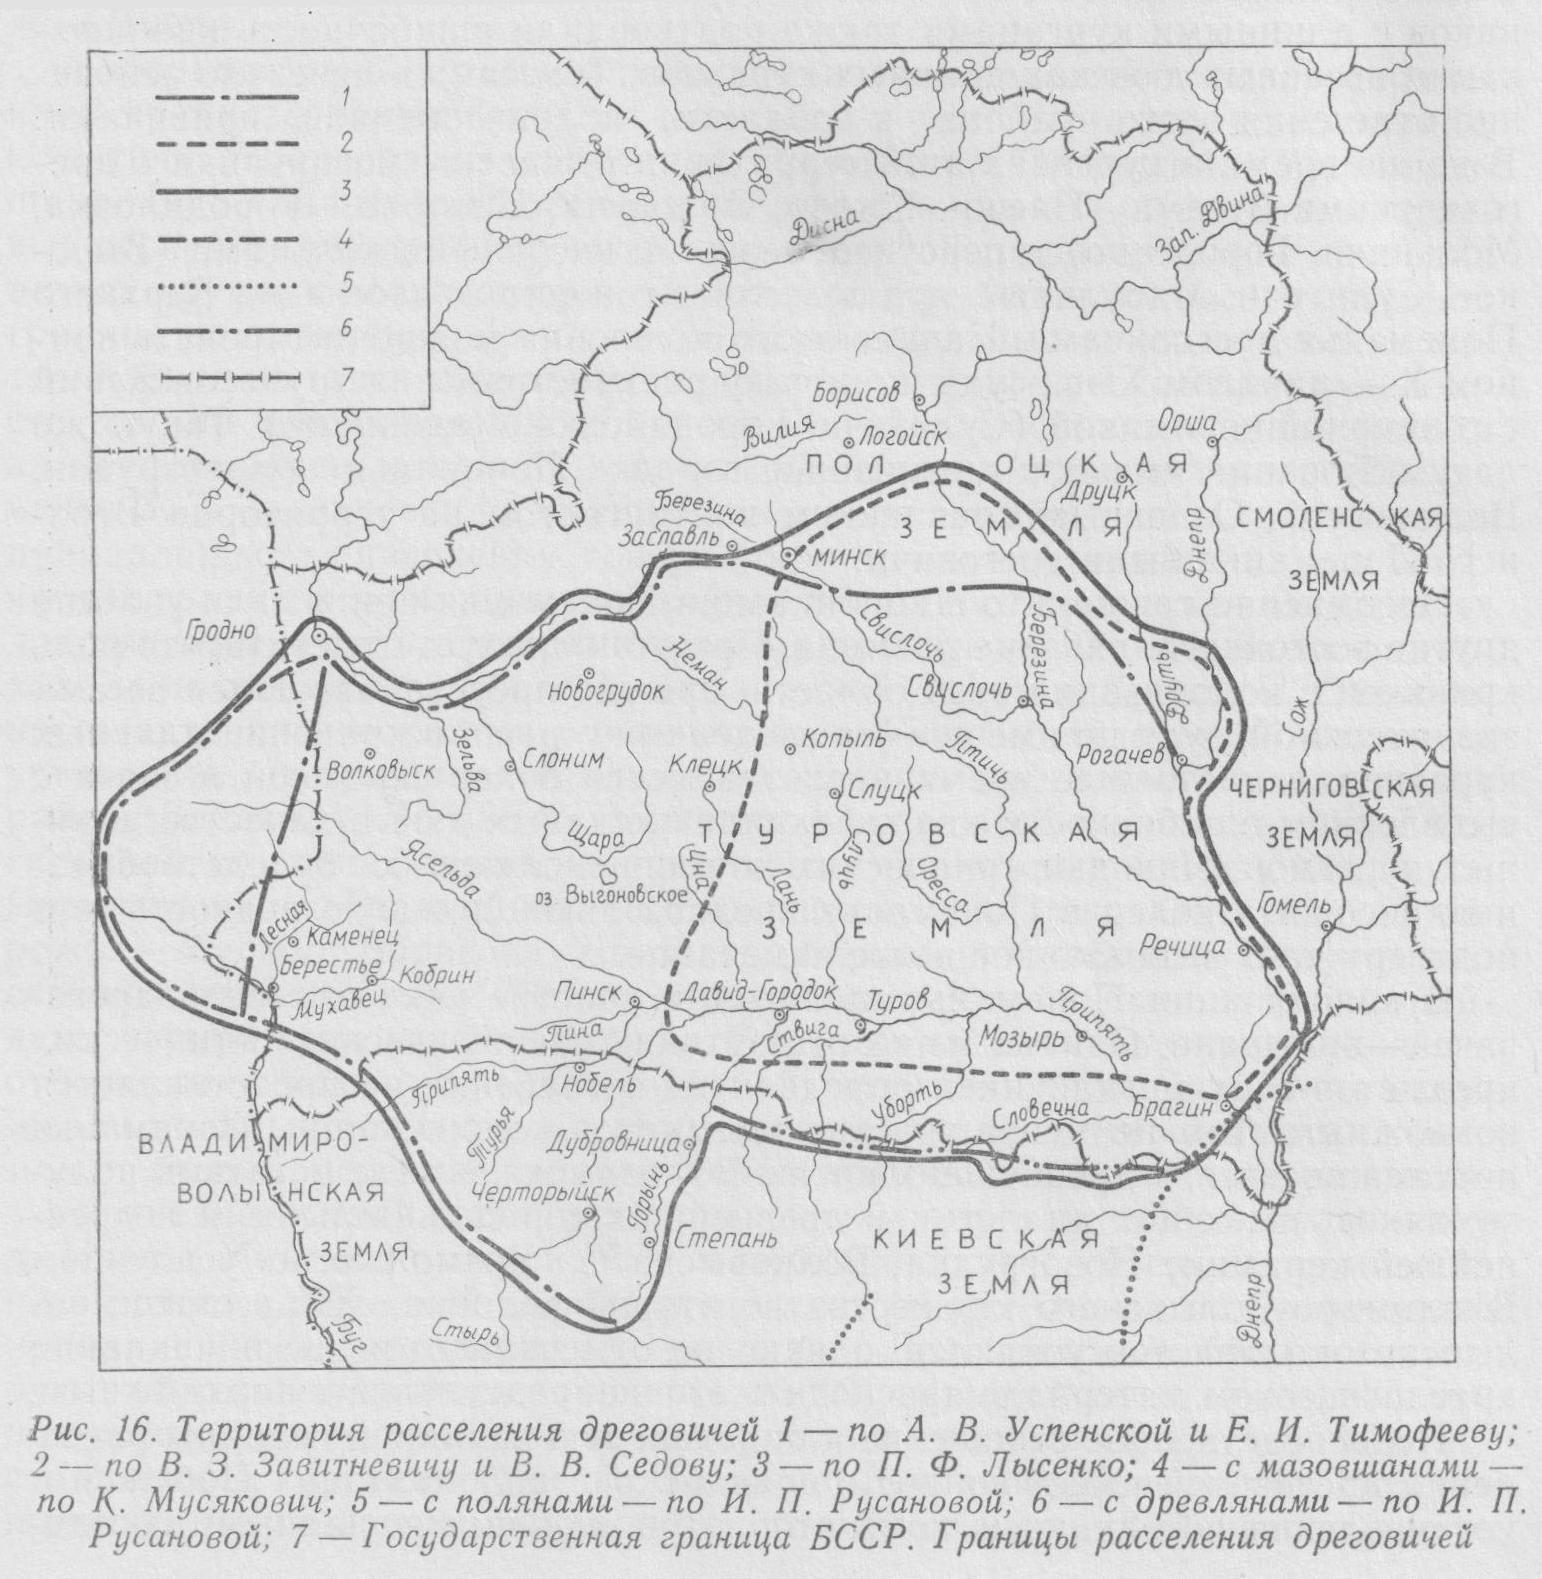 1
2
3
4
5
6
7
Дисна
Зап. Двина
Борисов
Вилия
Логойск
Орша
ПОЛОЦКАЯ
Друцк
Березина
ЗЕМЛЯ
Днепр
СМОЛЕНСКАЯ
Заславль
МИНСК
ЗЕМЛЯ
Гродно
Свислочь
Березина
Неман
Новогрудок
Свислочь
Друть
Сож
Зельва
Копыль
Птичь
Волковыск
Слоним
Клецк
Рогачев
Слуцк
ЧЕРНИГОВСКАЯ
Щара
ТУРОВСКАЯ
ЗЕМЛЯ
Ясельда
Цна
Лань
Случь
Оресса
оз. Выгоновское
Гомель
Лесная
Каменец
ЗЕМЛЯ
Речица
Берестье
Кобрин
Мухавец
Пинск
Давид-Городок
Туров
Припять
Пина
Ствига
Мозырь
Припять
Нобель
Уборть
Словечна
Брагин
ВЛАДИМИРО-
Турья
Дубровница
ВОЛЫНСКАЯ
Черторыйск
Горынь
Степань
КИЕВСКАЯ
ЗЕМЛЯ
ЗЕМЛЯ
Буг
Стырь
Днепр
Рис. 16. Территория расселения дреговичей 1 — по А. В. Успенской и Е. И. Тимофееву;
2 — по В. З. Завитневичу и В. В. Седову; 3 — по П. Ф. Лысенко; 4 — с мазовшанами —
по К. Мусякович; 5 — с полянами — по И. П. Русановой; 6 — с древлянами — по И. П.
Русановой; 7 — Государственная граница БССР. Границы расселения дреговичей